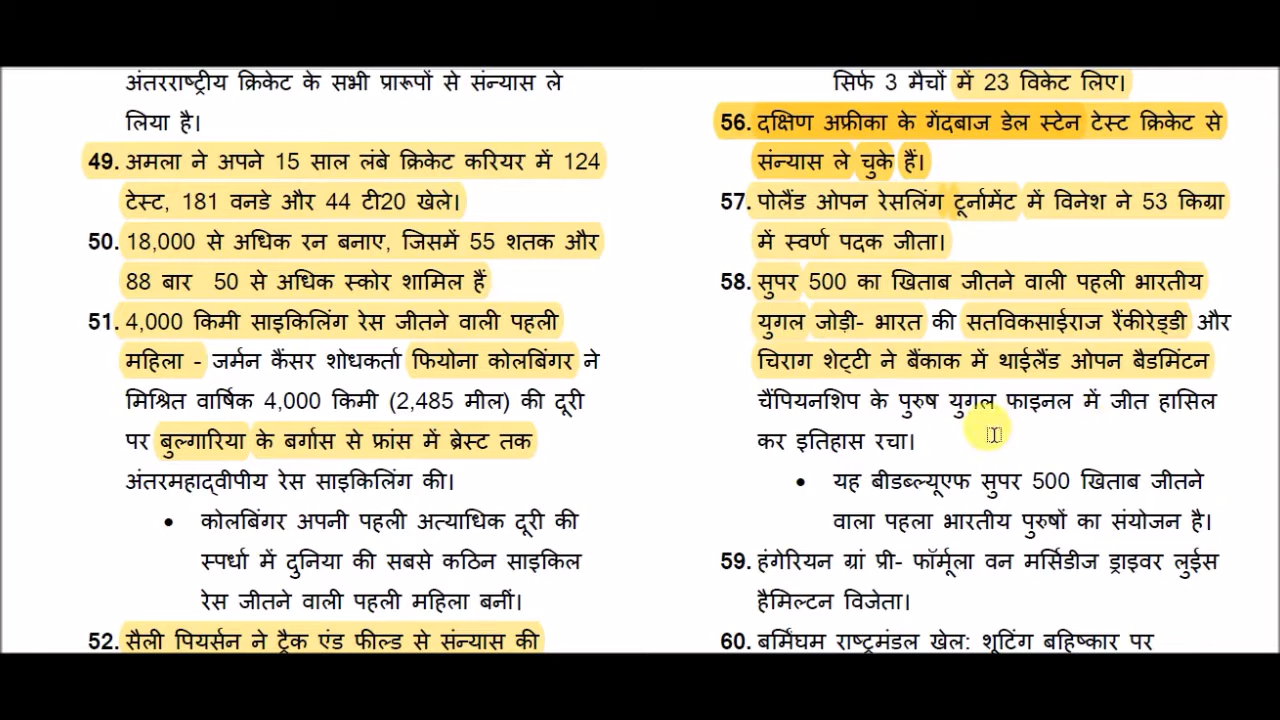 अंतरराष्ट्रीय क्रिकेट के सभी प्रारूपों से संन्यास ले
लिया है।
49. अमला ने अपने 15 साल लंबे क्रिकेट करियर में 124
टेस्ट, 181 वनडे और 44 टी20 खेले।
50. 18,000 से अधिक रन बनाए, जिसमें 55 शतक और
88 बार 50 से अधिक स्कोर शामिल हैं
51. 4,000 किमी साइकिलिंग रेस जीतने वाली पहली
महिला - जर्मन कैंसर शोधकर्ता फियोना कोलबिंगर ने
मिश्रित वार्षिक 4,000 किमी (2,485 मील) की दूरी
पर बुल्गारिया के बर्गास से फ्रांस में ब्रेस्ट तक
अंतरमहाद्वीपीय रेस साइकिलिंग की।
• कोलबिंगर अपनी पहली अत्याधिक दूरी की
स्पर्धा में दुनिया की सबसे कठिन साइकिल
रेस जीतने वाली पहली महिला बनीं।
52. सैली पियर्सन ने ट्रैक एंड फील्ड से संन्यास की
सिर्फ 3 मैचों में 23 विकेट लिए।
56. दक्षिण अफ्रीका के गेंदबाज डेल स्टेन टेस्ट क्रिकेट से
संन्यास ले चुके हैं।
57. पोलैंड ओपन रेसलिंग टूर्नामेंट में विनेश ने 53 किग्रा
में स्वर्ण पदक जीता।
58. सुपर 500 का खिताब जीतने वाली पहली भारतीय
युगल जोड़ी- भारत की सतविकसाईराज रैंकीरेड्डी और
चिराग शेट्टी ने बैंकाक में थाईलैंड ओपन बैडमिंटन
चैंपियनशिप के पुरुष युगल फाइनल में जीत हासिल
कर इतिहास रचा।
• यह बीडब्ल्यूएफ सुपर 500 खिताब जीतने
वाला पहला भारतीय पुरुषों का संयोजन है।
59. हंगेरियन ग्रां प्री- फॉर्मूला वन मर्सिडीज ड्राइवर लुईस
हैमिल्टन विजेता।
60. बर्मिंघम राष्ट्रमंडल खेल: शूटिंग बहिष्कार पर